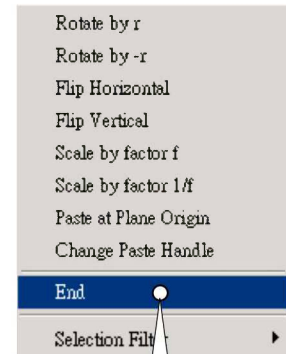 Rotate by r
Rotate by -r
Flip Horizontal
Flip Vertical
Scale by factor f
Scale by factor 1/f
Paste at Plane Origin
Change Paste Handle
End
Selection Filter